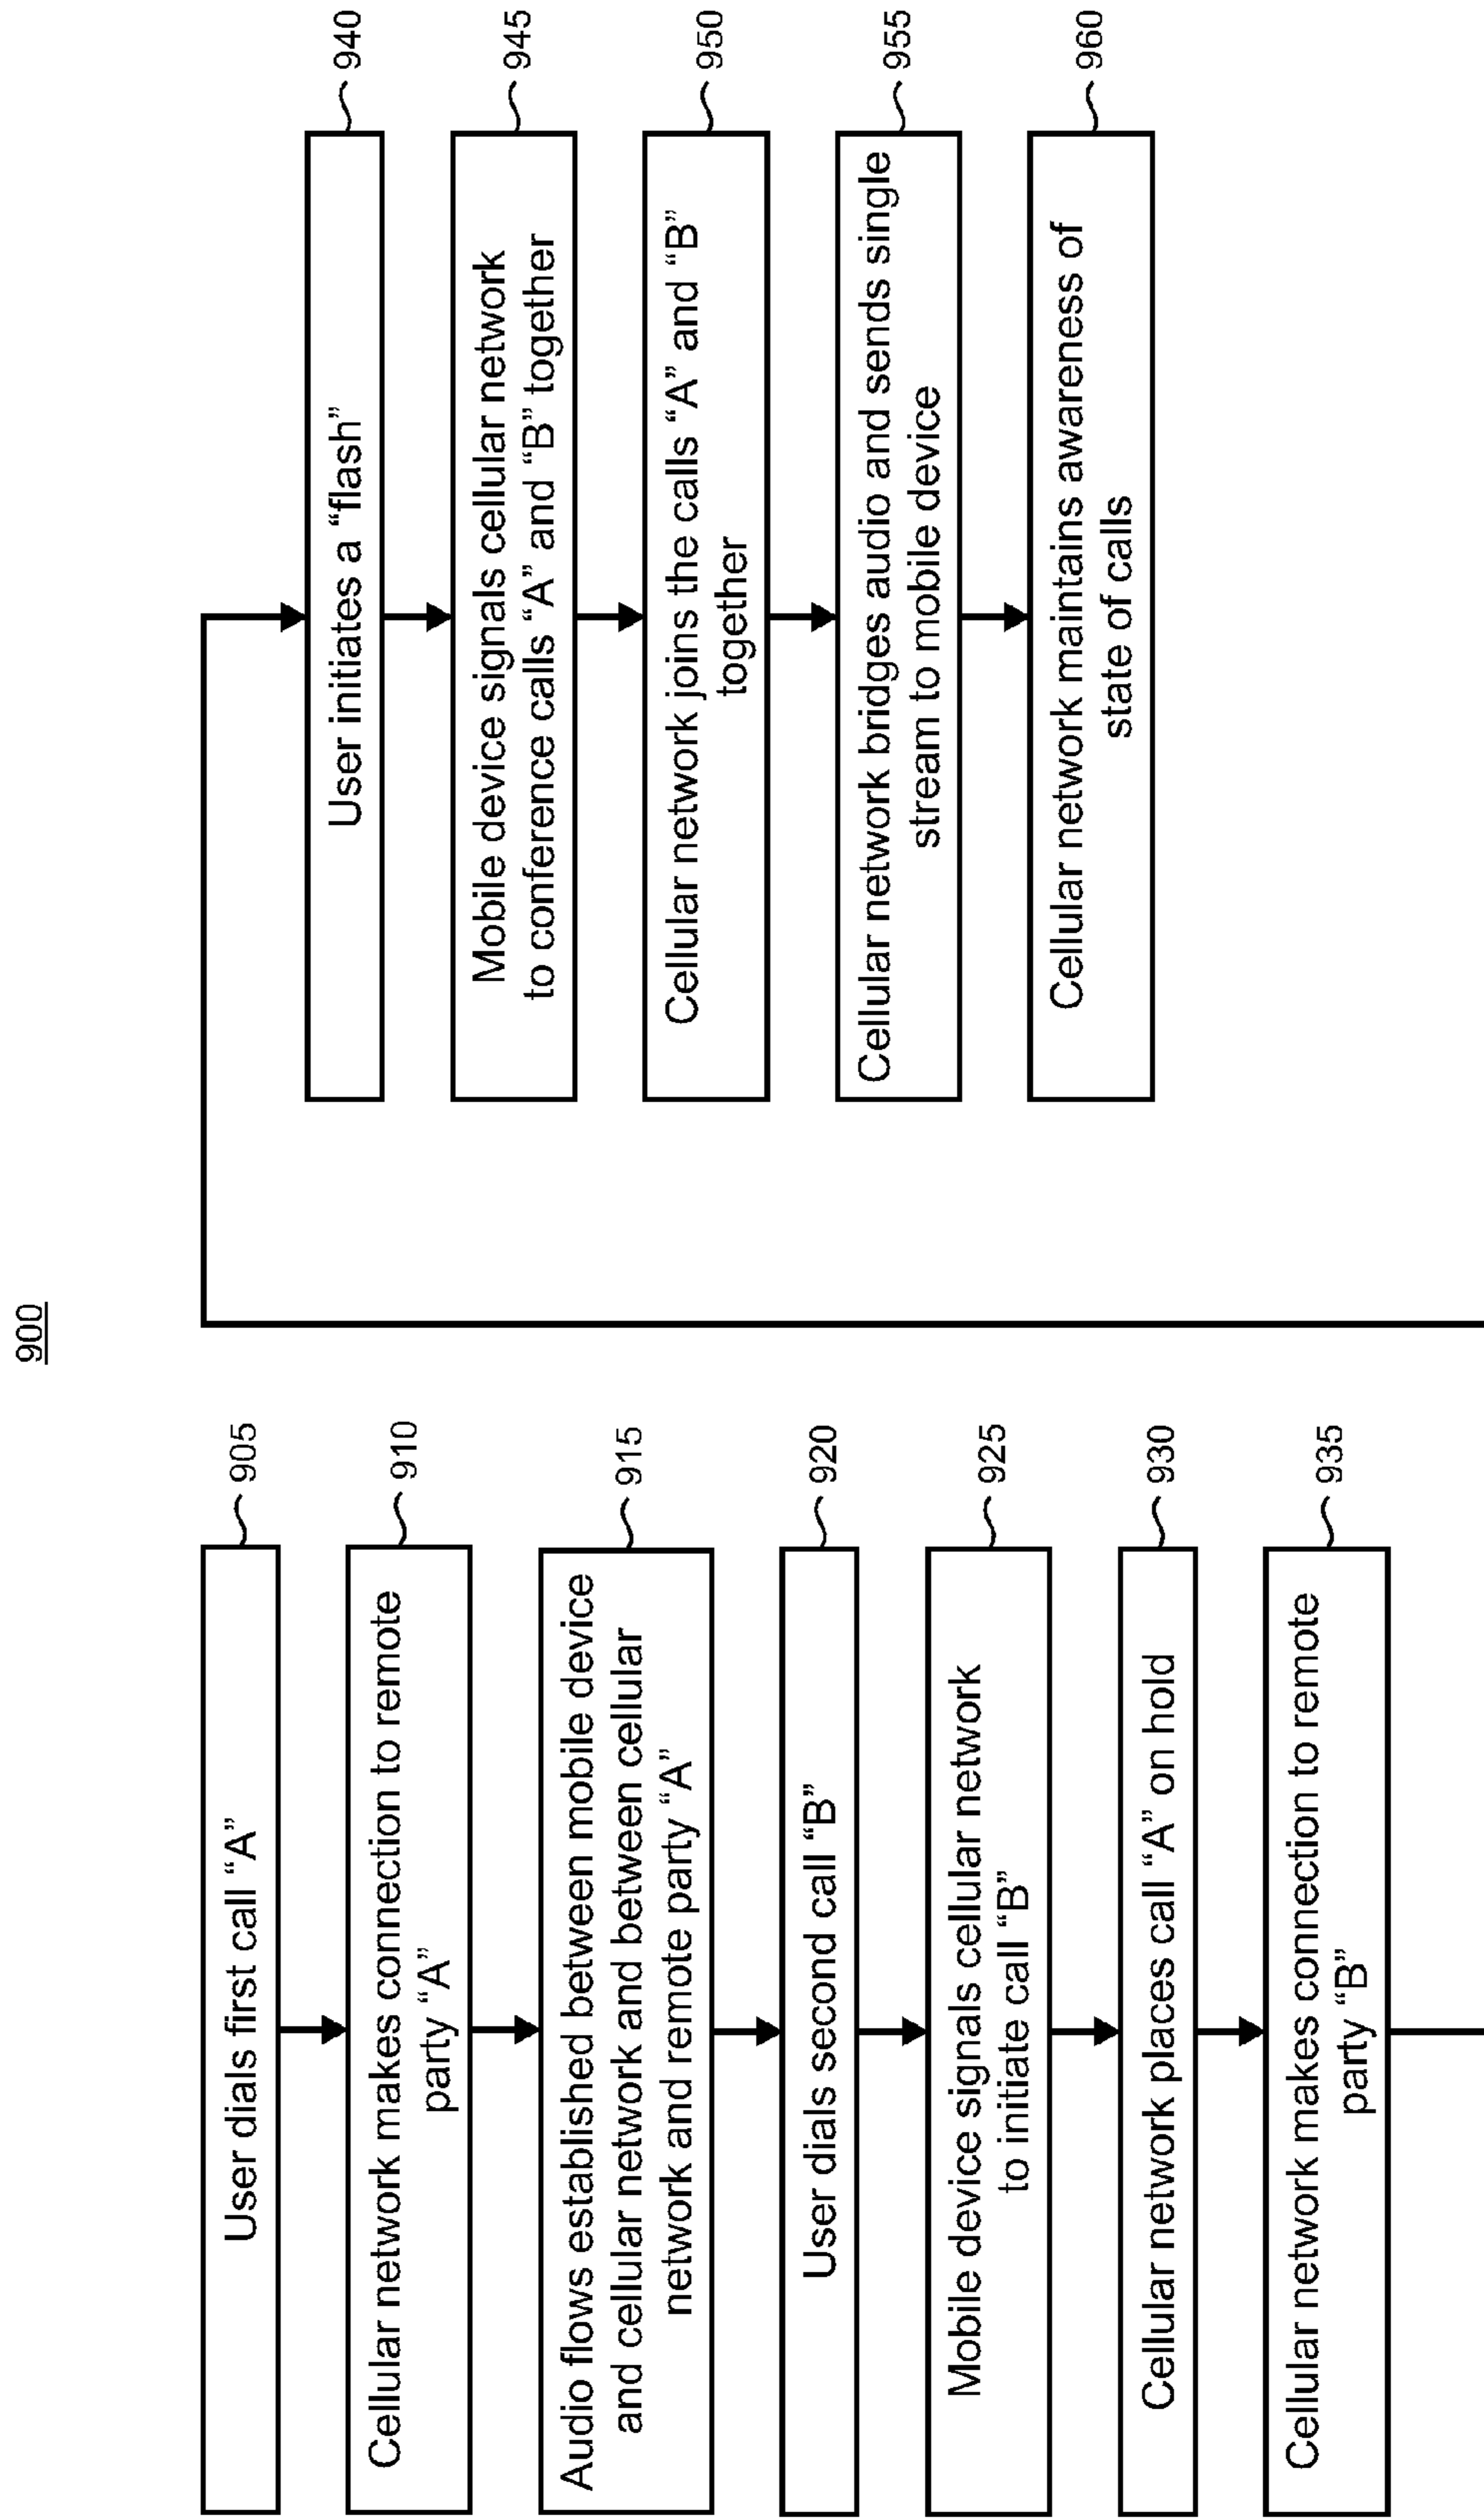 900
User dials first call “A”
905
Cellular network makes connection to remote
party “A”
910
Audio flows established between mobile device
and cellular network and between cellular
network and remote party “A”
915
User dials second call “B”
920
Mobile device signals cellular network
to initiate call “B”
925
Cellular network places call “A” on hold
930
Cellular network makes connection to remote
party “B”
935
User initiates a “flash”
940
Mobile device signals cellular network
to conference calls “A” and “B” together
945
Cellular network joins the calls “A” and “B”
together
950
Cellular network bridges audio and sends single
stream to mobile device
955
Cellular network maintains awareness of
state of calls
960